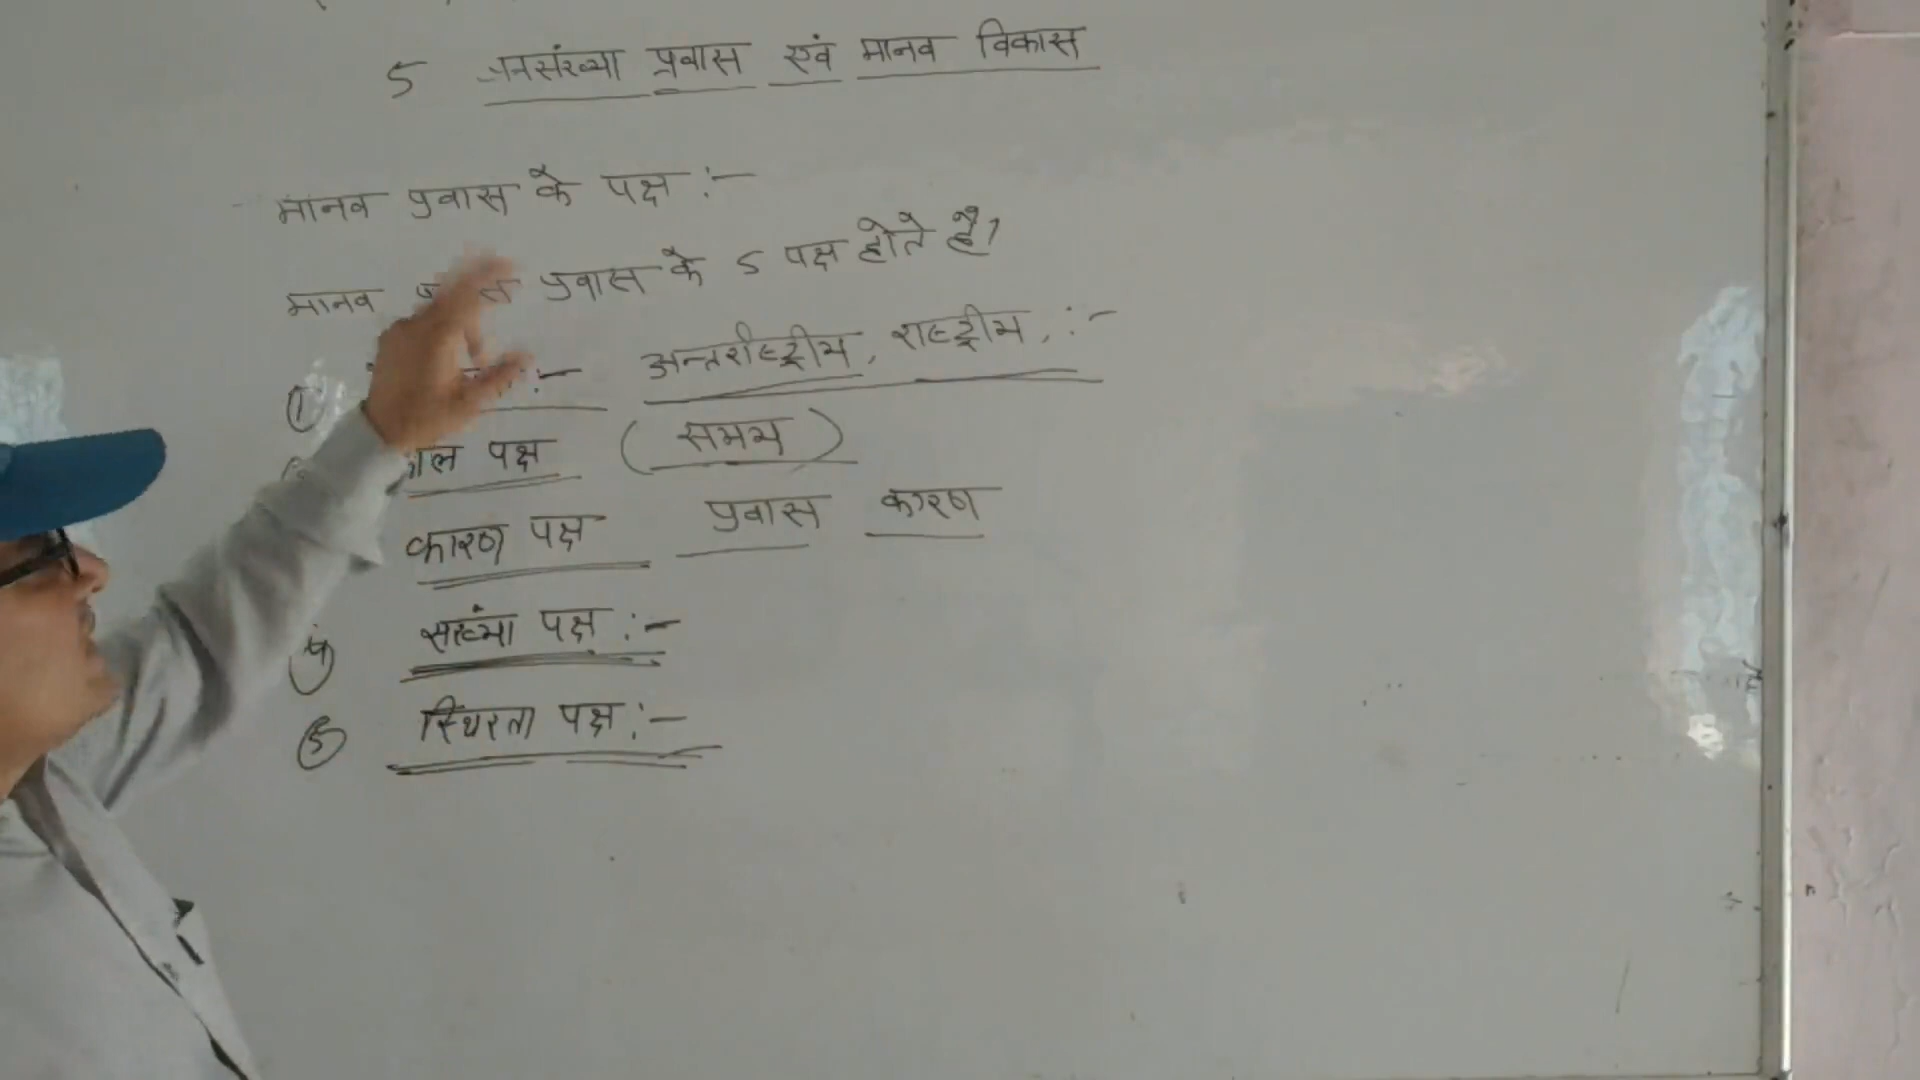 5 जनसंख्या प्रवास एवं मानव विकास
मानव प्रवास के पक्ष :-
मानव प्रवास के 5 पक्ष होते है।
① :- अन्तर्राष्ट्रीय, राष्ट्रीय, :-
काल पक्ष (समय)
कारण पक्ष प्रवास कारण
④ संख्या पक्ष :-
⑤ स्थिरता पक्ष :-